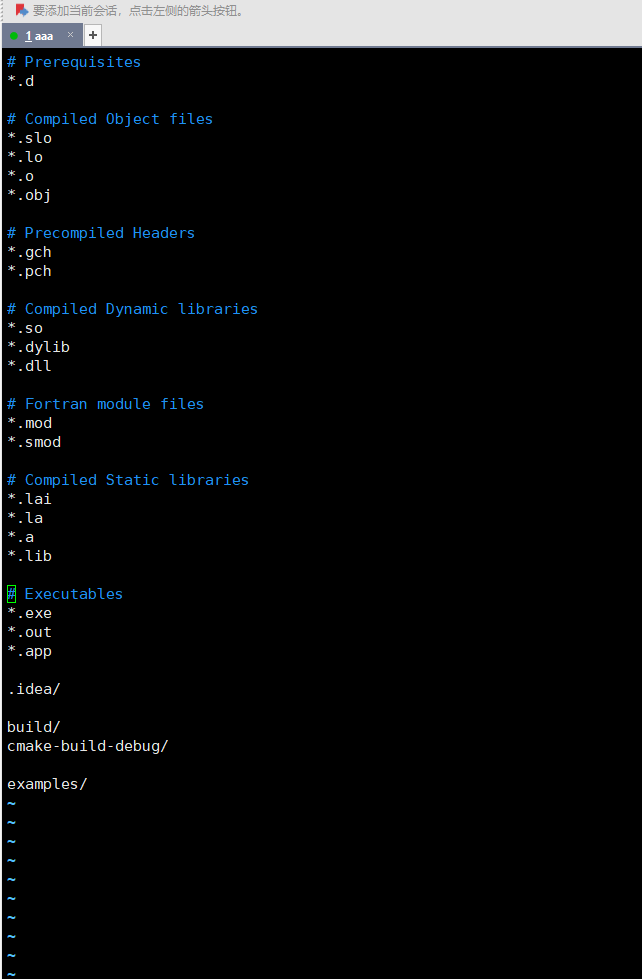 要添加当前会话，点击左侧的箭头按钮。
1 aaa × +
# Prerequisites
*.d
# Compiled Object files
*.slo
*.lo
*.o
*.obj
# Precompiled Headers
*.gch
*.pch
# Compiled Dynamic libraries
*.so
*.dylib
*.dll
# Fortran module files
*.mod
*.smod
# Compiled Static libraries
*.lai
*.la
*.a
*.lib
# Executables
*.exe
*.out
*.app
.idea/
build/
cmake-build-debug/
examples/
~
~
~
~
~
~
~
~
~
~